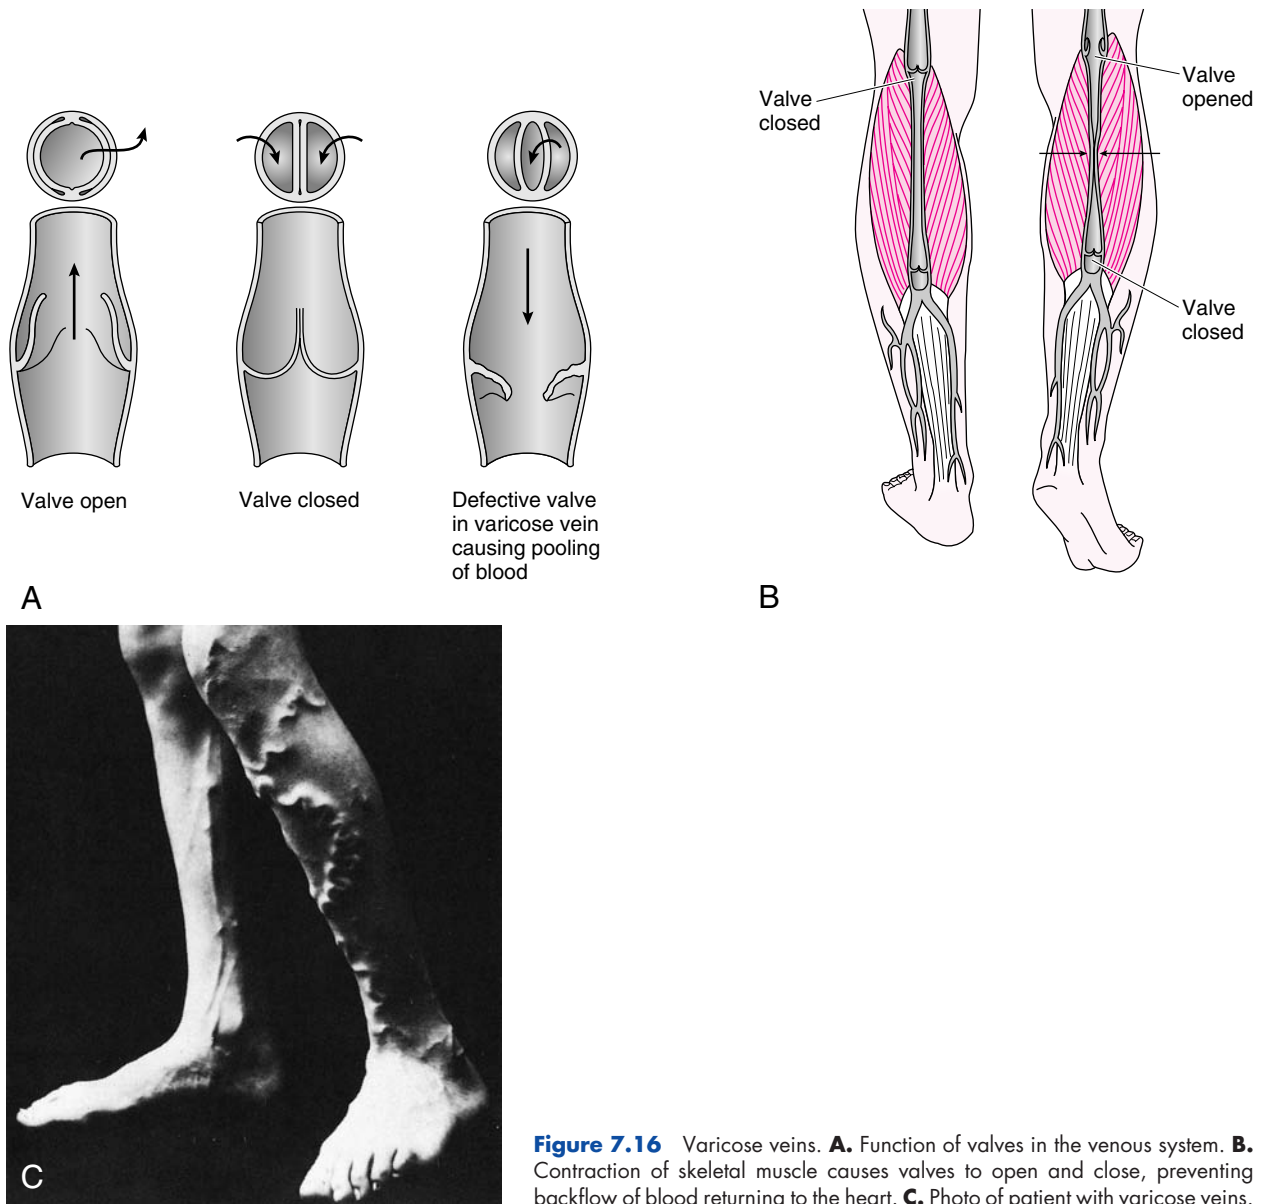 Valve open
Valve closed
Defective valve
in varicose vein
causing pooling
of blood
A
Valve
closed
Valve
opened
Valve
closed
B
C
Figure 7.16 Varicose veins. A. Function of valves in the venous system. B.
Contraction of skeletal muscle causes valves to open and close, preventing
backflow of blood returning to the heart. C. Photo of patient with varicose veins.